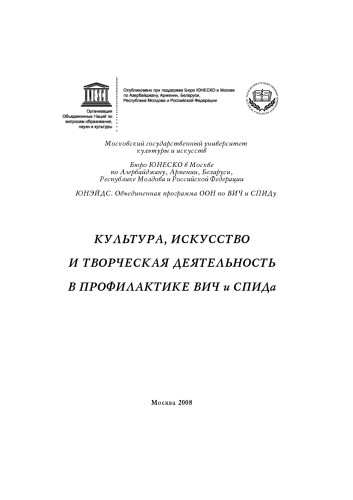 Опубликовано при поддержке Бюро ЮНЕСКО в Москве
по Азербайджану, Армении, Беларуси,
Республике Молдова и Российской Федерации
Организация
Объединенных Наций по
вопросам образования,
науки и культуры
Московский государственный университет
культуры и искусств
Бюро ЮНЕСКО в Москве
по Азербайджану, Армении, Беларуси,
Республике Молдова и Российской Федерации
ЮНЭЙДС. Объединенная программа ООН по ВИЧ и СПИДу
КУЛЬТУРА, ИСКУССТВО
И ТВОРЧЕСКАЯ ДЕЯТЕЛЬНОСТЬ
В ПРОФИЛАКТИКЕ ВИЧ и СПИДа
Москва 2008